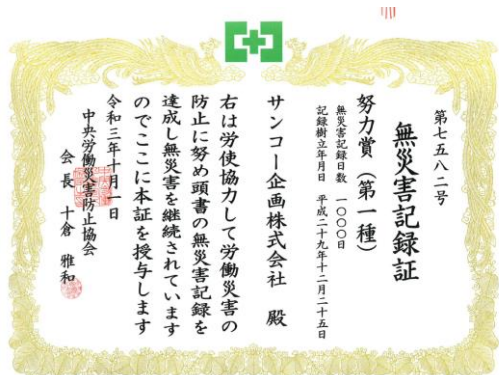 第七五八二号
無災害記録証
努力賞（第一種）
無災害記録日数　一〇〇〇日
記録樹立年月日　平成二十九年十二月二十五日
サンコー企画株式会社　殿
右は労使協力して労働災害の
防止に努め頭書の無災害記録を
達成し無災害を継続されています
のでここに本証を授与します
令和三年十月一日
中央労働災害防止協会
会長　十倉　雅和